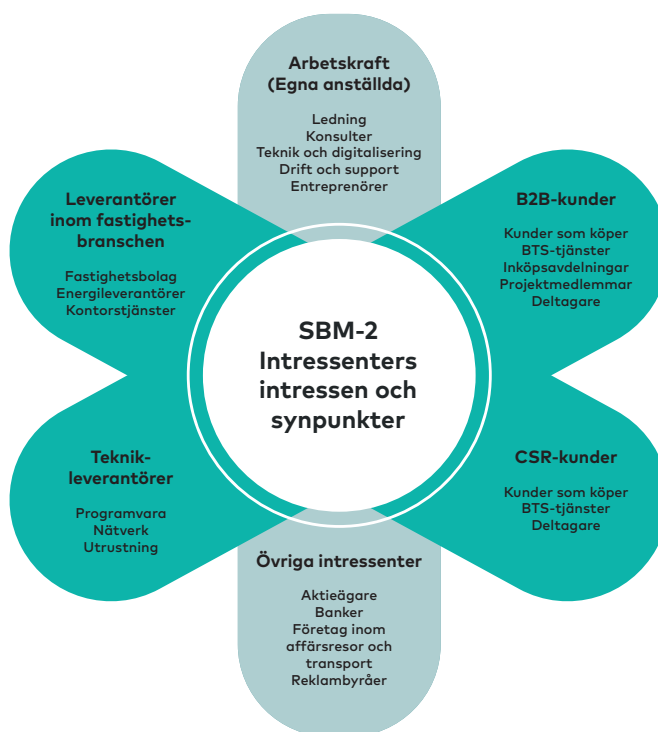 Arbetskraft
(Egna anställda)
Ledning
Konsulter
Teknik och digitalisering
Drift och support
Entreprenörer
Leverantörer
inom fastighets-
branschen
Fastighetsbolag
Energileverantörer
Kontorstjänster
B2B-kunder
Kunder som köper
BTS-tjänster
Inköpsavdelningar
Projektmedlemmar
Deltagare
SBM-2
Intressenters
intressen och
synpunkter
Teknik-
leverantörer
Programvara
Nätverk
Utrustning
CSR-kunder
Kunder som köper
BTS-tjänster
Deltagare
Övriga intressenter
Aktieägare
Banker
Företag inom
affärsresor och
transport
Reklambyråer